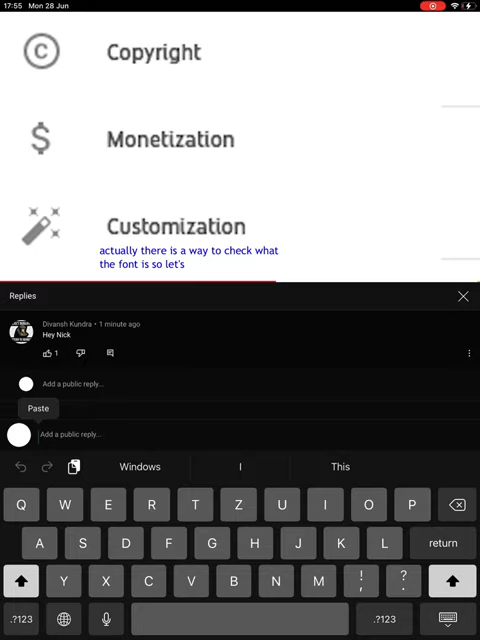 17:55 Mon 28 Jun
Copyright
Monetization
Customization
actually there is a way to check what
the font is so let's
Replies
Divansh Kundra • 1 minute ago
Hey Nick
1
Add a public reply...
Paste
Add a public reply...
Windows I This
Q W E R T Z U I O P
A S D F G H J K L return
Y X C V B N M ! , ? .
.?123 .?123